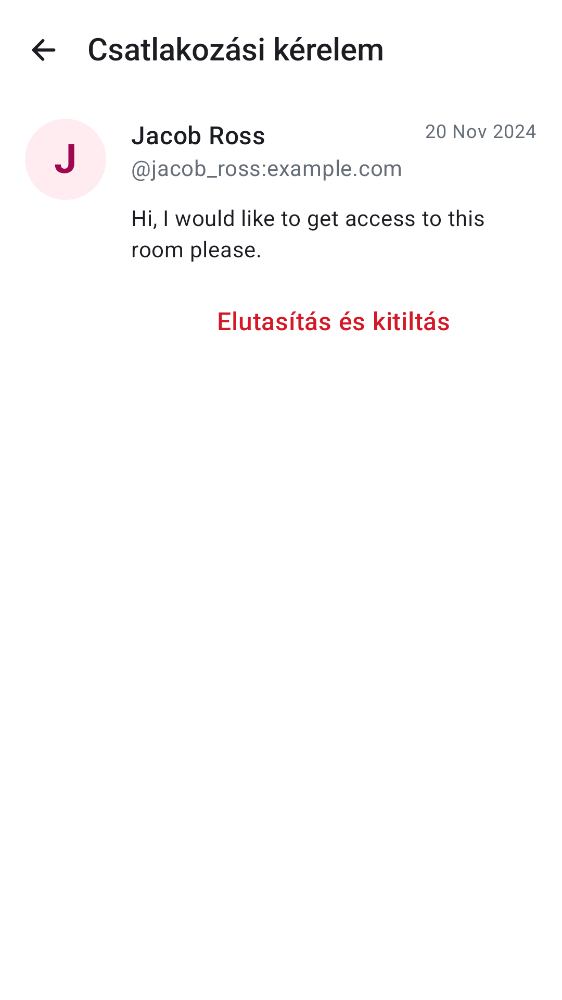 Csatlakozási kérelem
J
Jacob Ross
20 Nov 2024
@jacob_ross:example.com
Hi, I would like to get access to this
room please.
Elutasítás és kitiltás